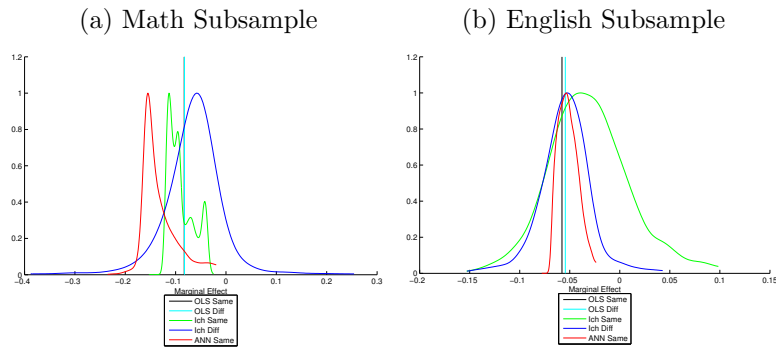 (a) Math Subsample
1.2
1
0.8
0.6
0.4
0.2
0
−0.4 −0.3 −0.2 −0.1 0 0.1 0.2 0.3
Marginal Effect
OLS Same
OLS Diff
Ich Same
Ich Diff
ANN Same
(b) English Subsample
1.2
1
0.8
0.6
0.4
0.2
0
−0.2 −0.15 −0.1 −0.05 0 0.05 0.1 0.15
Marginal Effect
OLS Same
OLS Diff
Ich Same
Ich Diff
ANN Same